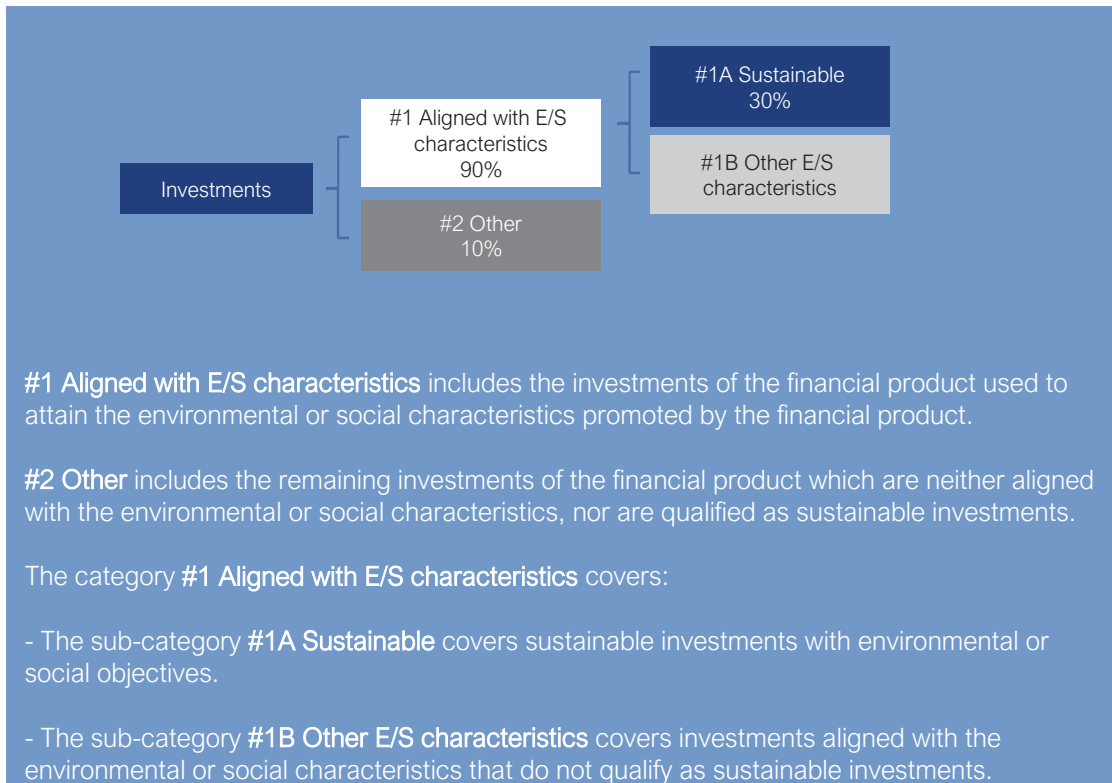 #1A Sustainable
30%
#1 Aligned with E/S
characteristics
90%
#1B Other E/S
characteristics
Investments
#2 Other
10%
#1 Aligned with E/S characteristics includes the investments of the financial product used to
attain the environmental or social characteristics promoted by the financial product.
#2 Other includes the remaining investments of the financial product which are neither aligned
with the environmental or social characteristics, nor are qualified as sustainable investments.
The category #1 Aligned with E/S characteristics covers:
- The sub-category #1A Sustainable covers sustainable investments with environmental or
social objectives.
- The sub-category #1B Other E/S characteristics covers investments aligned with the
environmental or social characteristics that do not qualify as sustainable investments.